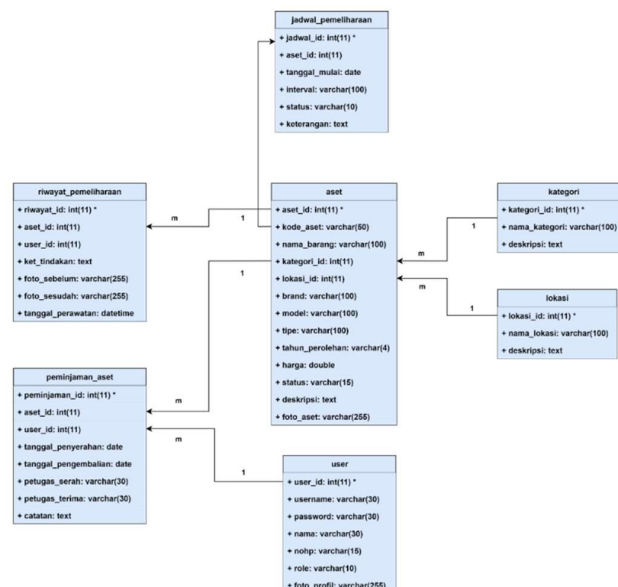 jadwal_pemeliharaan
+ jadwal_id: int(11) *
+ aset_id: int(11)
+ tanggal_mulai: date
+ interval: varchar(100)
+ status: varchar(10)
+ keterangan: text
riwayat_pemeliharaan
+ riwayat_id: int(11) *
+ aset_id: int(11)
+ user_id: int(11)
+ ket_tindakan: text
+ foto_sebelum: varchar(255)
+ foto_sesudah: varchar(255)
+ tanggal_perawatan: datetime
m
1
aset
+ aset_id: int(11) *
+ kode_aset: varchar(50)
+ nama_barang: varchar(100)
+ kategori_id: int(11)
+ lokasi_id: int(11)
+ brand: varchar(100)
+ model: varchar(100)
+ tipe: varchar(100)
+ tahun_perolehan: varchar(4)
+ harga: double
+ status: varchar(15)
+ deskripsi: text
+ foto_aset: varchar(255)
m
1
kategori
+ kategori_id: int(11) *
+ nama_kategori: varchar(100)
+ deskripsi: text
m
1
lokasi
+ lokasi_id: int(11) *
+ nama_lokasi: varchar(100)
+ deskripsi: text
1
m
peminjaman_aset
+ peminjaman_id: int(11) *
+ aset_id: int(11)
+ user_id: int(11)
+ tanggal_penyerahan: date
+ tanggal_pengembalian: date
+ petugas_serah: varchar(30)
+ petugas_terima: varchar(30)
+ catatan: text
m
1
user
+ user_id: int(11) *
+ username: varchar(30)
+ password: varchar(30)
+ nama: varchar(30)
+ nohp: varchar(15)
+ role: varchar(10)
+ foto_profil: varchar(255)